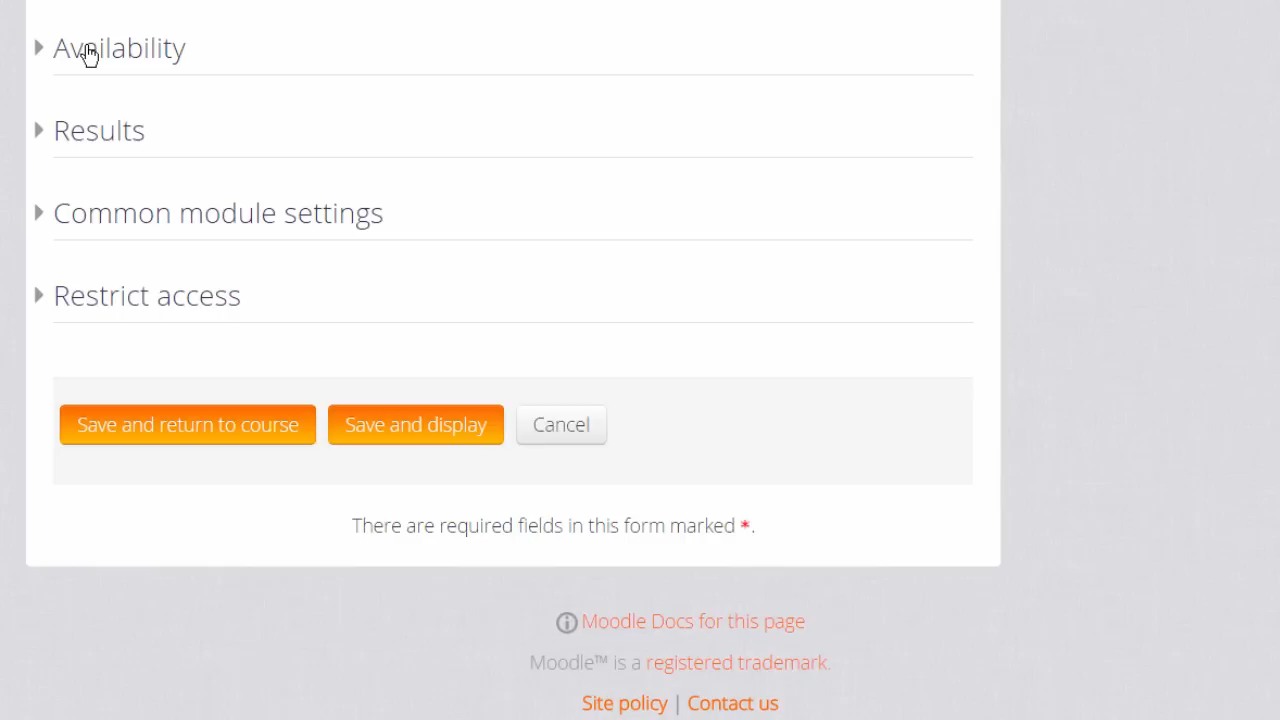 Availability
Results
Common module settings
Restrict access
Save and return to course Save and display Cancel
There are required fields in this form marked *.
Moodle Docs for this page
Moodle™ is a registered trademark.
Site policy | Contact us